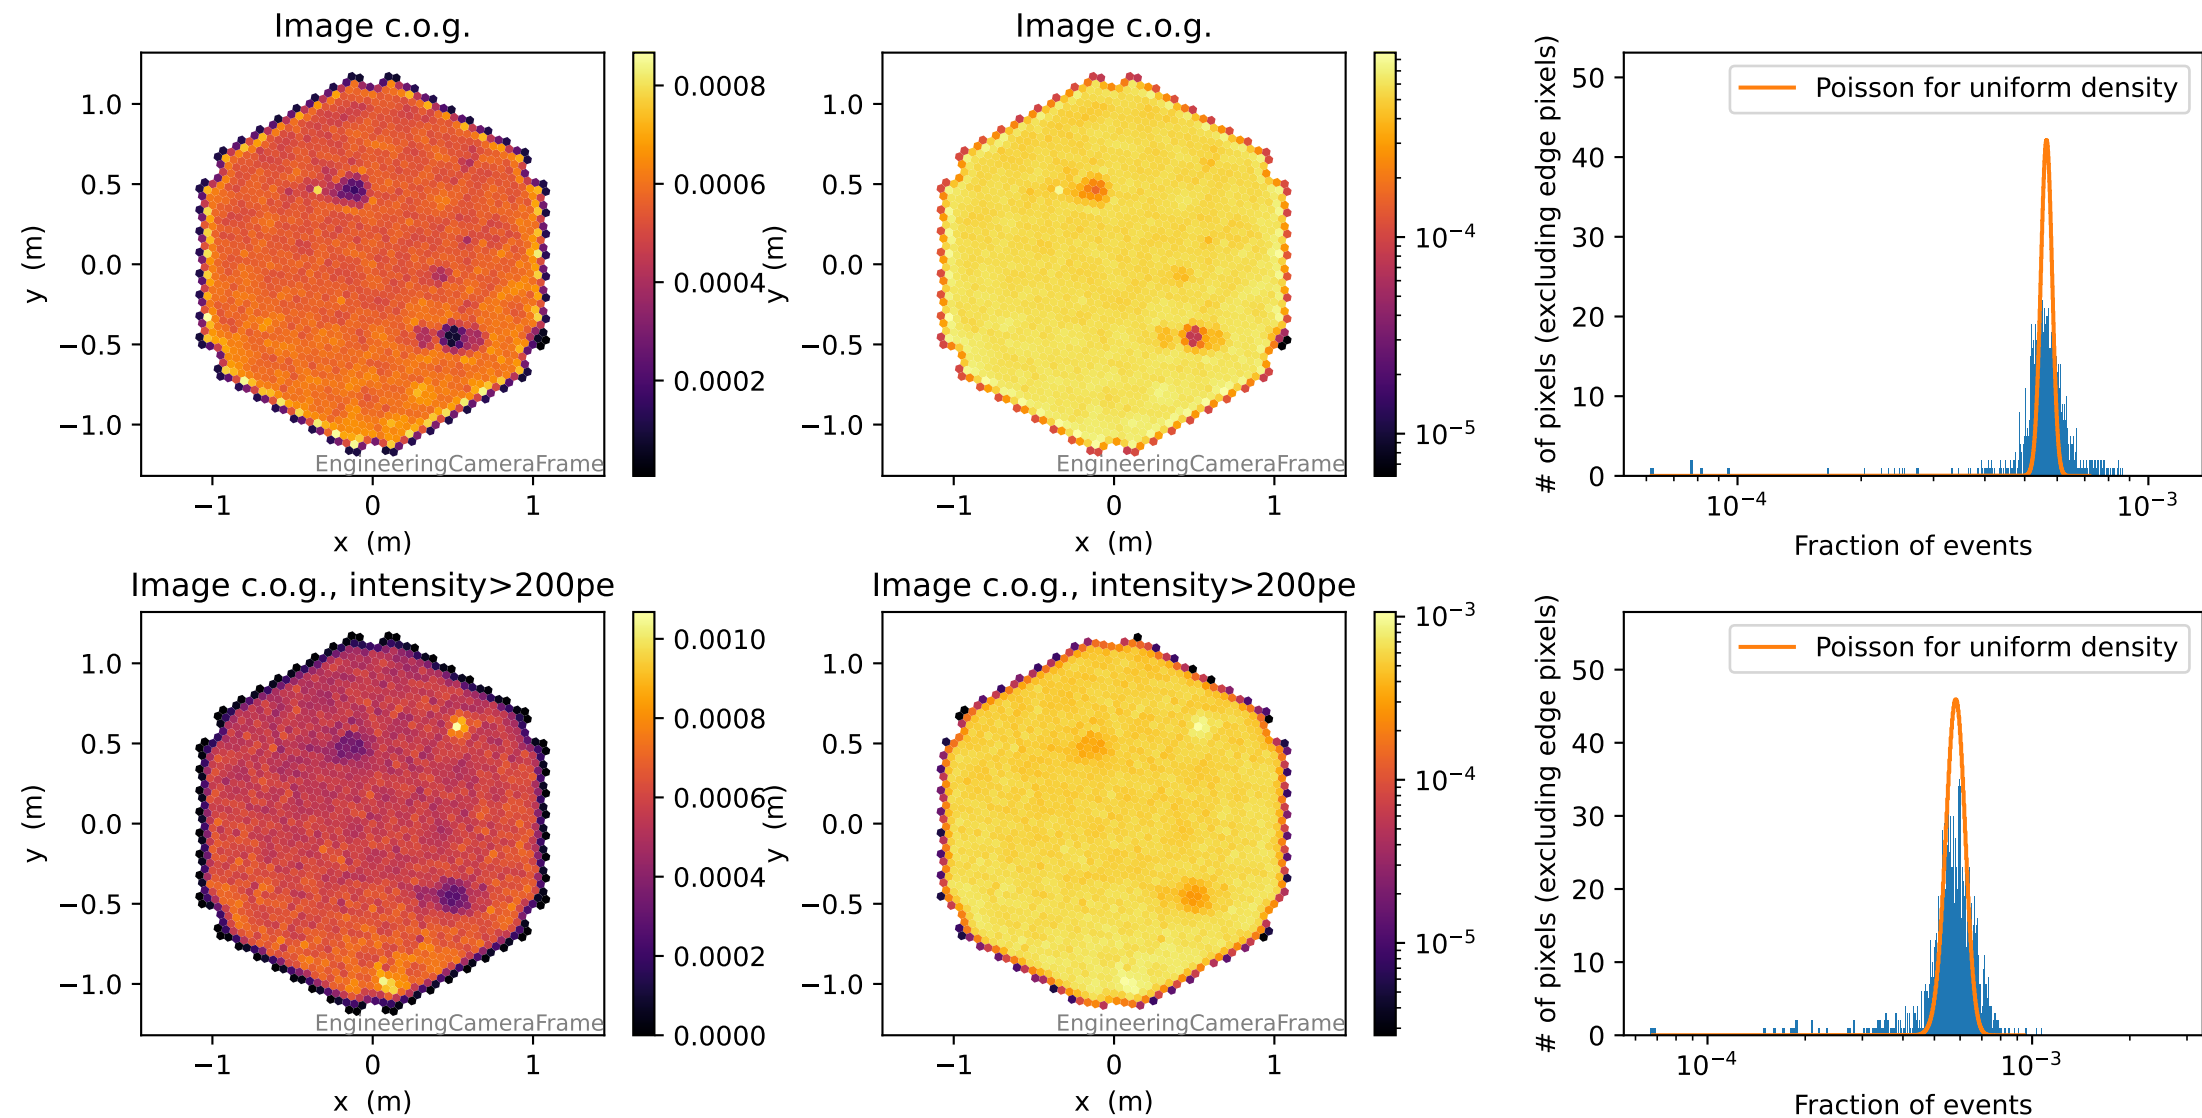 Image c.o.g.
1.0
0.5
0.0
−0.5
−1.0
y (m)
−1
0
1
x (m)
EngineeringCameraFrame
0.0008
0.0006
0.0004
0.0002
Image c.o.g.
1.0
0.5
0.0
−0.5
−1.0
y (m)
−1
0
1
x (m)
EngineeringCameraFrame
10⁻⁴
10⁻⁵
Poisson for uniform density
50
40
30
20
10
0
# of pixels (excluding edge pixels)
10⁻⁴
10⁻³
Fraction of events
Image c.o.g., intensity>200pe
1.0
0.5
0.0
−0.5
−1.0
y (m)
−1
0
1
x (m)
EngineeringCameraFrame
0.0010
0.0008
0.0006
0.0004
0.0002
0.0000
Image c.o.g., intensity>200pe
1.0
0.5
0.0
−0.5
−1.0
y (m)
−1
0
1
x (m)
EngineeringCameraFrame
10⁻³
10⁻⁴
10⁻⁵
Poisson for uniform density
50
40
30
20
10
0
# of pixels (excluding edge pixels)
10⁻⁴
10⁻³
Fraction of events